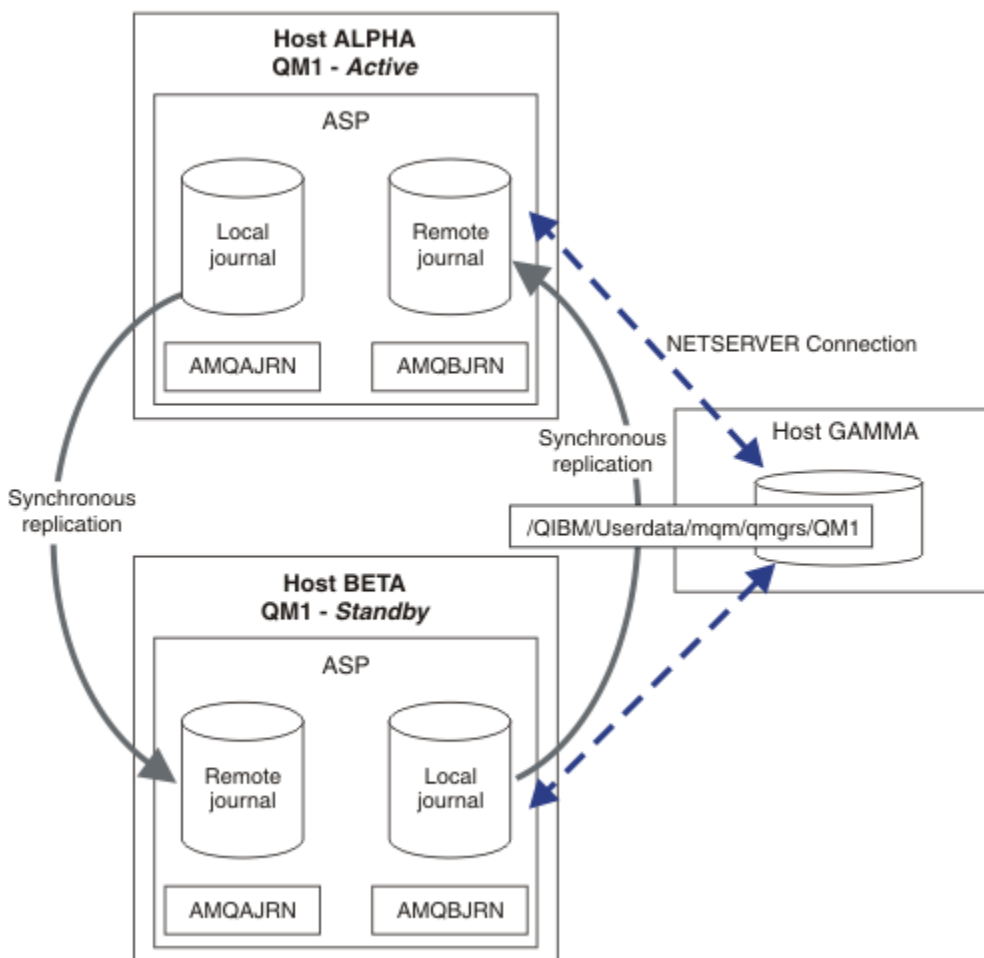 Host ALPHA
QM1 - Active
ASP
Local
journal
Remote
journal
AMQAJRN
AMQBJRN
NETSERVER Connection
Host GAMMA
Synchronous
replication
Synchronous
replication
/QIBM/Userdata/mqm/qmgrs/QM1
Host BETA
QM1 - Standby
ASP
Remote
journal
Local
journal
AMQAJRN
AMQBJRN